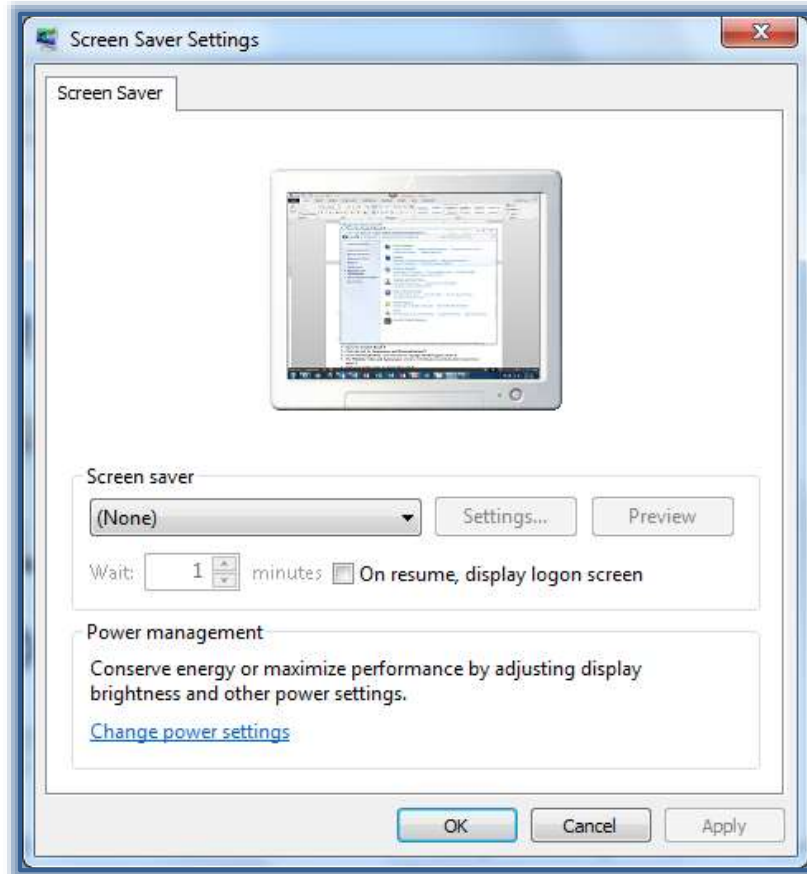 Screen Saver Settings
Screen Saver
Screen saver
(None)
Settings...
Preview
Wait:
1
minutes
On resume, display logon screen
Power management
Conserve energy or maximize performance by adjusting display
brightness and other power settings.
Change power settings
OK
Cancel
Apply